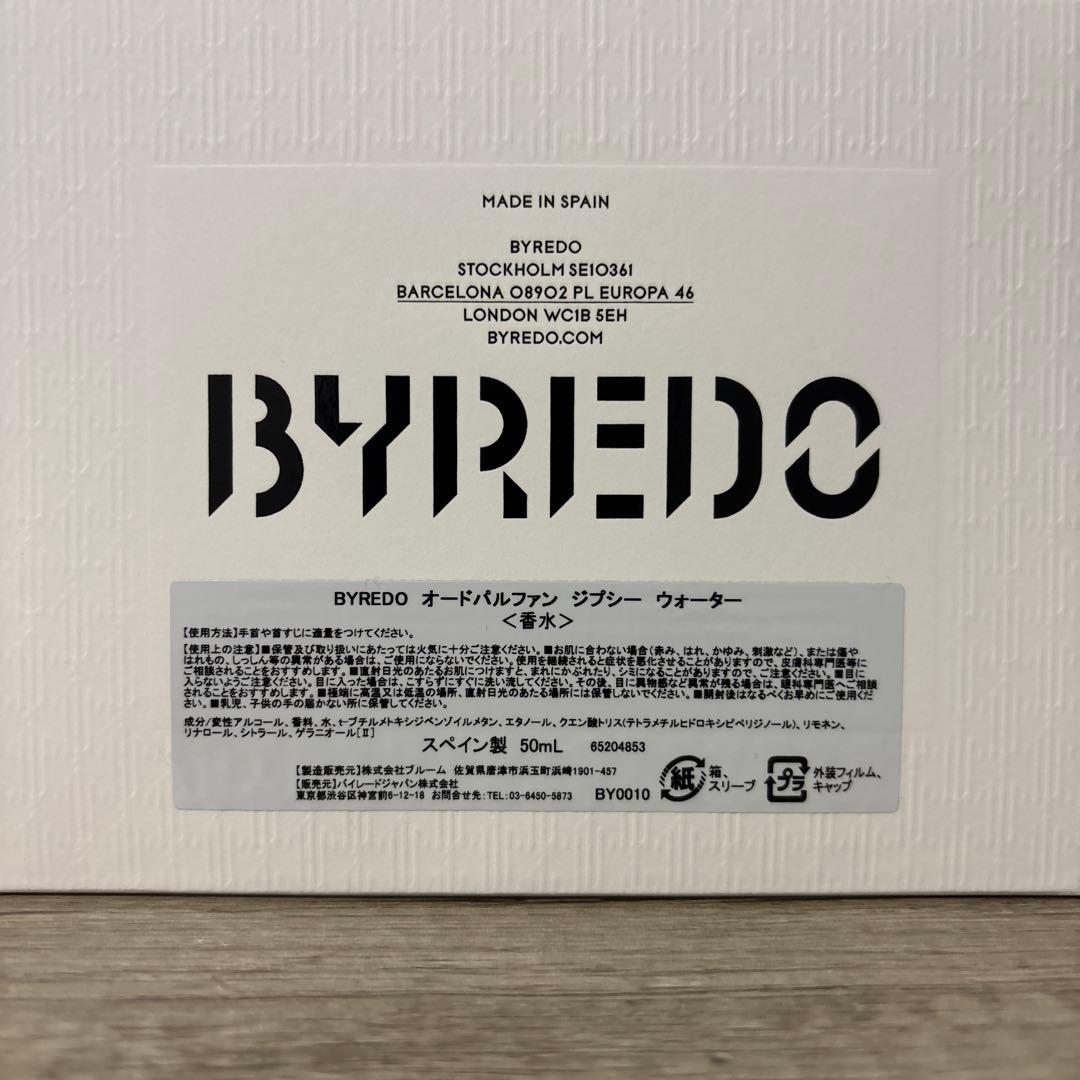 MADE IN SPAIN
BYREDO
STOCKHOLM SE10361
BARCELONA 08902 PL EUROPA 46
LONDON WC1B 5EH
BYREDO.COM
BYREDO
BYREDO オードパルファン ジプシー ウォーター
<香水>
【使用方法】手首や首すじに適量をつけてください。
【使用上の注意】■保管及び取り扱いにあたっては火気に十分ご注意ください。■お肌に合わない場合(赤み、はれ、かゆみ、刺激など)、または傷や
はれもの、しっしん等の異常がある場合は、ご使用にならないでください。使用を継続されると症状を悪化させることがありますので、皮膚科専門医等に
ご相談されることをおすすめします。■直射日光のあたるお肌につけますと、まれにかぶれたり、シミになることがありますので、ご注意ください。■目に
入らないようご注意ください。目に入った場合は、こすらずにすぐに洗い流してください。その後、目に異物感など異常が残る場合は、眼科専門医へご相談
されることをおすすめします。■極端に高温又は低温の場所、直射日光のあたる場所には保管しないでください。■開封後はなるべくお早めにご使用くだ
さい。■乳児、子供の手の届かない所に保管してください。
成分/変性アルコール、香料、水、t-ブチルメトキシジベンゾイルメタン、エタノール、クエン酸トリス(テトラメチルヒドロキシピペリジノール)、リモネン、
リナロール、シトラール、ゲラニオール[Ⅱ]
スペイン製 50mL 65204853
【製造販売元】株式会社ブルーム 佐賀県唐津市浜玉町浜崎1901-457
【販売元】バイレードジャパン株式会社
東京都渋谷区神宮前6-12-18 お問合せ先:TEL:03-6450-5873 BY0010
紙 箱、
スリーブ
プラ 外装フィルム、
キャップ